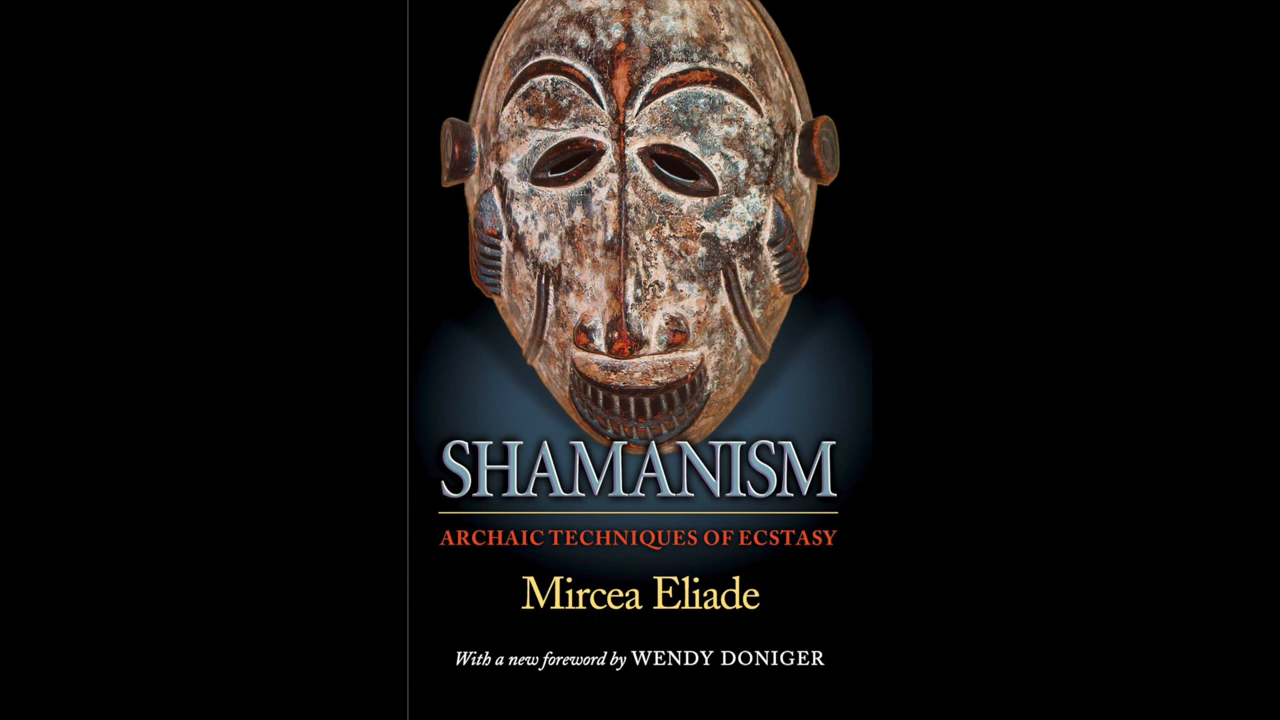 SHAMANISM
ARCHAIC TECHNIQUES OF ECSTASY
Mircea Eliade
With a new foreword by WENDY DONIGER